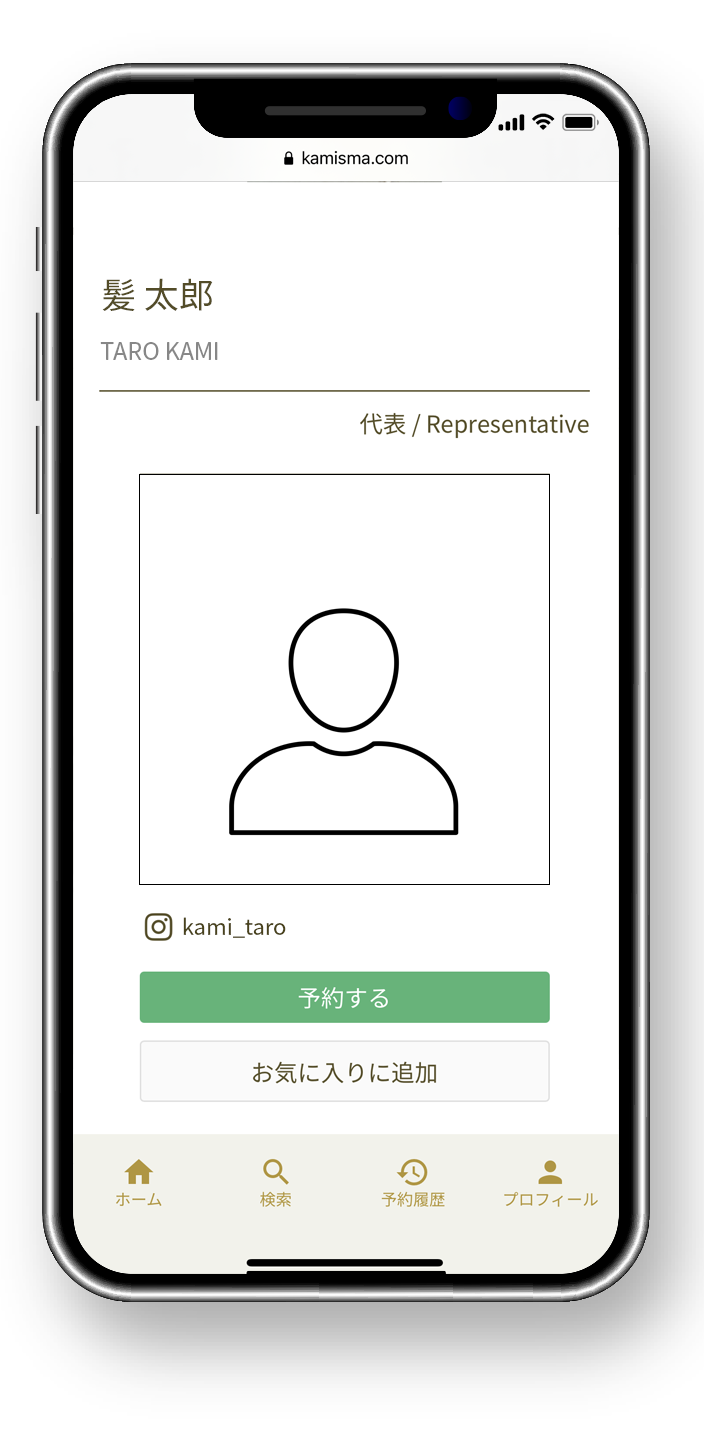 kamisma.com
髪 太郎
TARO KAMI
代表 / Representative
kami_taro
予約する
お気に入りに追加
ホーム 検索 予約履歴 プロフィール